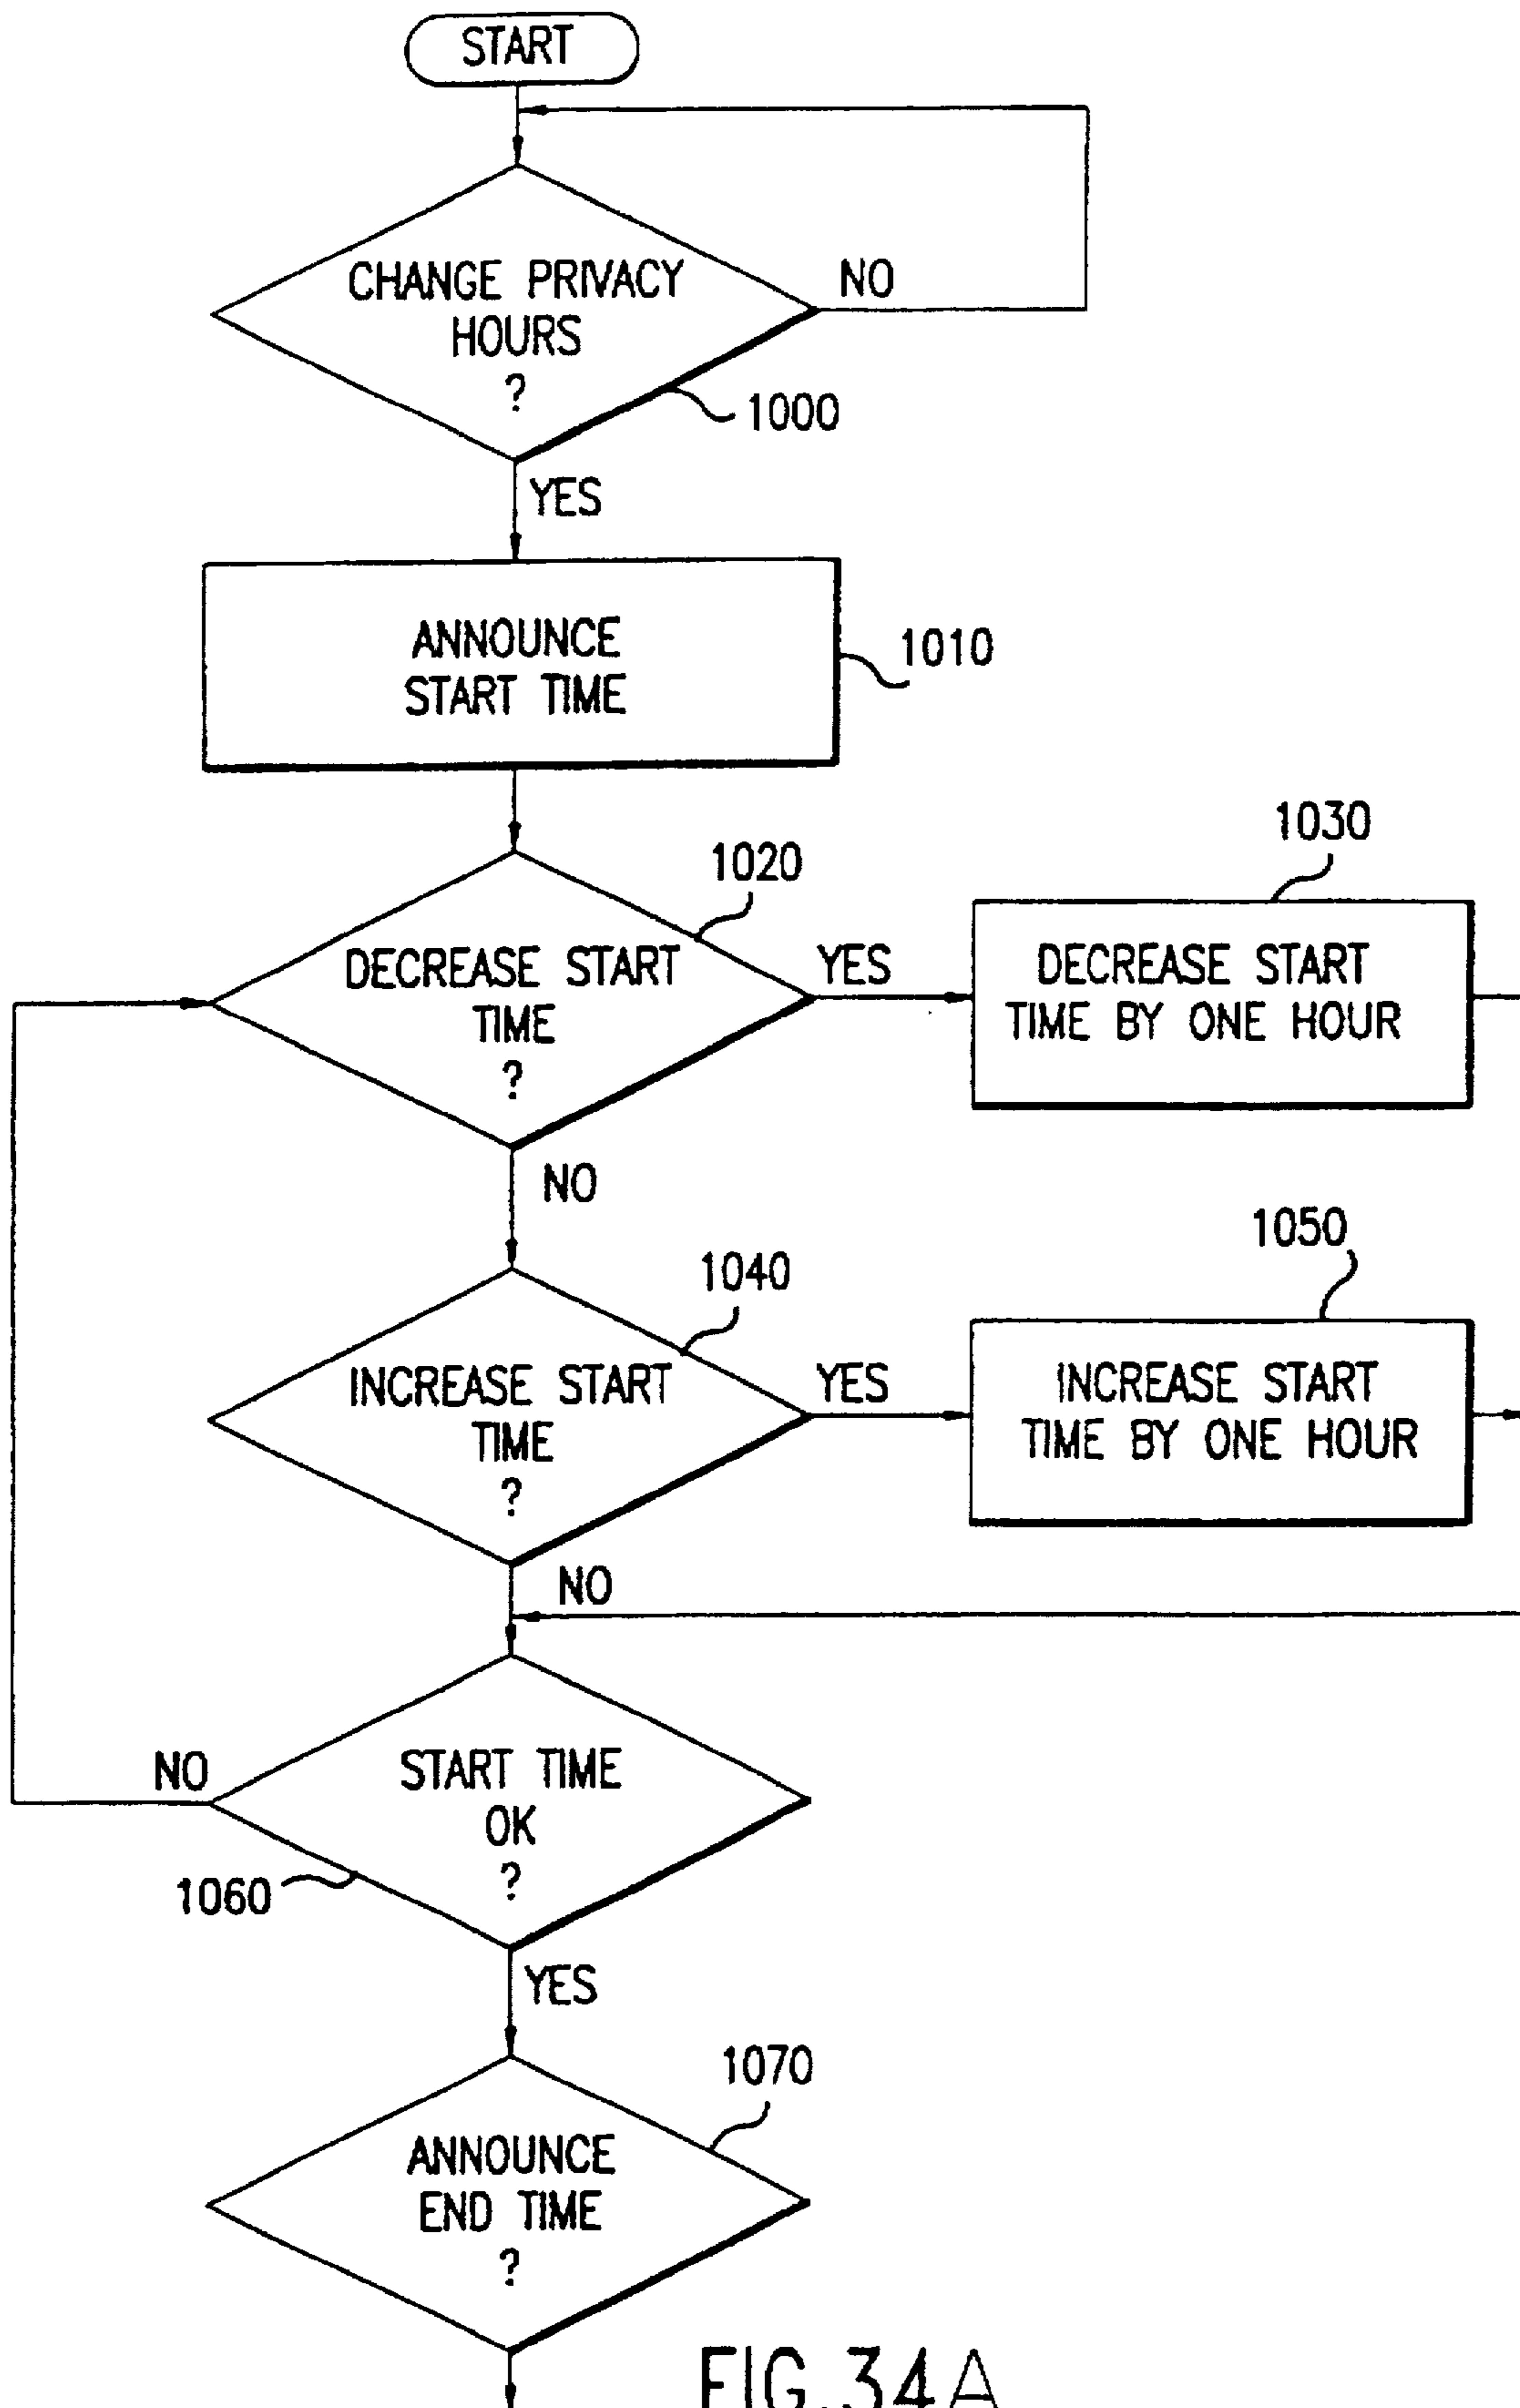 START
CHANGE PRIVACY
HOURS
?
NO
1000
YES
ANNOUNCE
START TIME
1010
1020
DECREASE START
TIME
?
YES
1030
DECREASE START
TIME BY ONE HOUR
NO
1040
INCREASE START
TIME
?
YES
1050
INCREASE START
TIME BY ONE HOUR
NO
START TIME
OK
?
NO
1060
YES
1070
ANNOUNCE
END TIME
?
FIG.34A